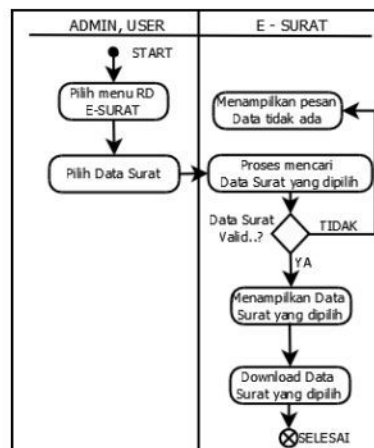 ADMIN, USER
E - SURAT
START
Pilih menu RD
E-SURAT
Menampilkan pesan
Data tidak ada
Pilih Data Surat
Proses mencari
Data Surat yang dipilih
Data Surat
Valid..?
TIDAK
YA
Menampilkan Data
Surat yang dipilih
Download Data
Surat yang dipilih
SELESAI